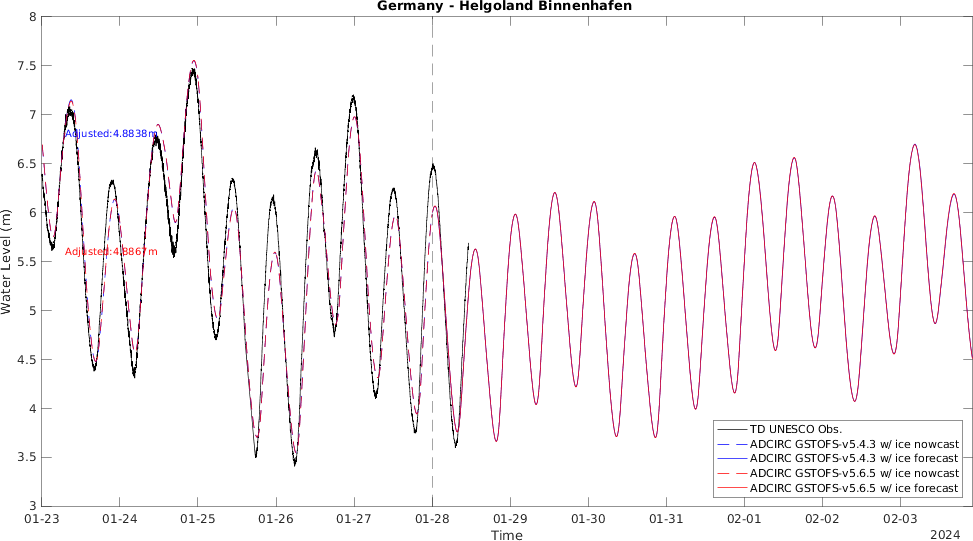 Germany - Helgoland Binnenhafen
8
7.5
7
6.5
6
5.5
5
4.5
4
3.5
3
Water Level (m)
Adjusted:4.8838m
Adjusted:4.8867m
TD UNESCO Obs.
ADCIRC GSTOFS-v5.4.3 w/ ice nowcast
ADCIRC GSTOFS-v5.4.3 w/ ice forecast
ADCIRC GSTOFS-v5.6.5 w/ ice nowcast
ADCIRC GSTOFS-v5.6.5 w/ ice forecast
01-23 01-24 01-25 01-26 01-27 01-28 01-29 01-30 01-31 02-01 02-02 02-03
Time
2024